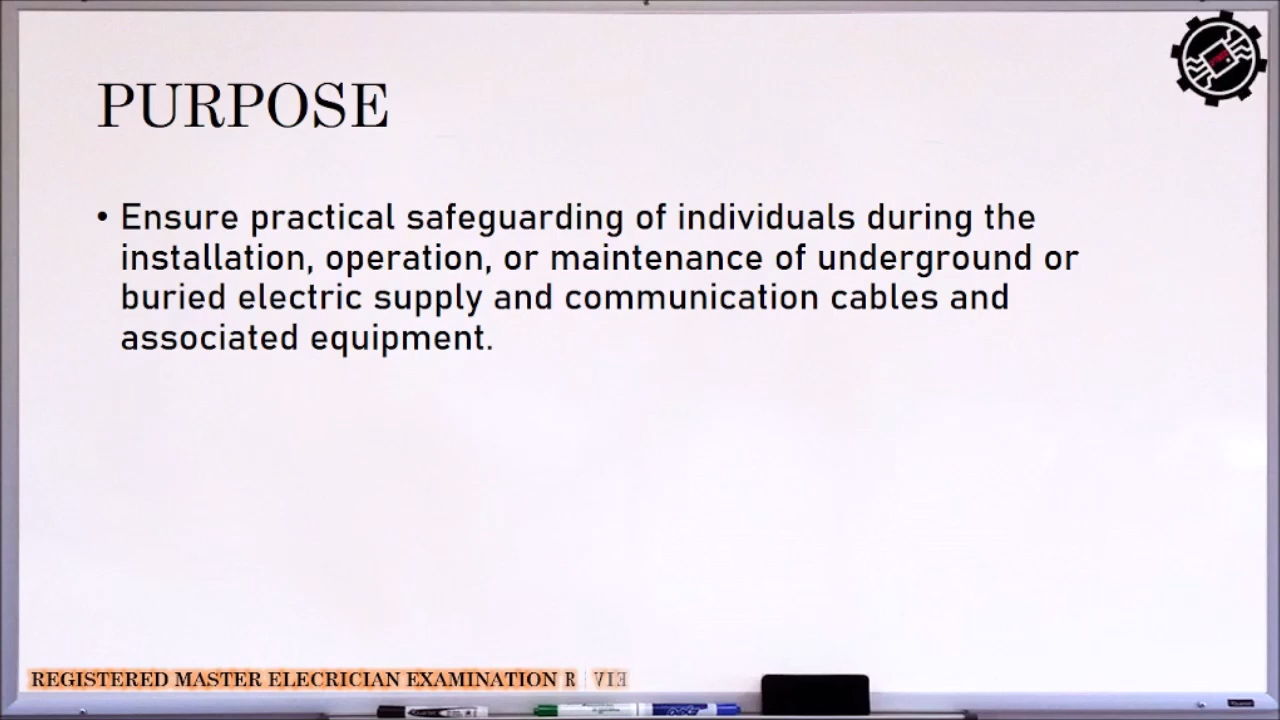 PURPOSE
• Ensure practical safeguarding of individuals during the
installation, operation, or maintenance of underground or
buried electric supply and communication cables and
associated equipment.
REGISTERED MASTER ELECRICIAN EXAMINATION R VIE